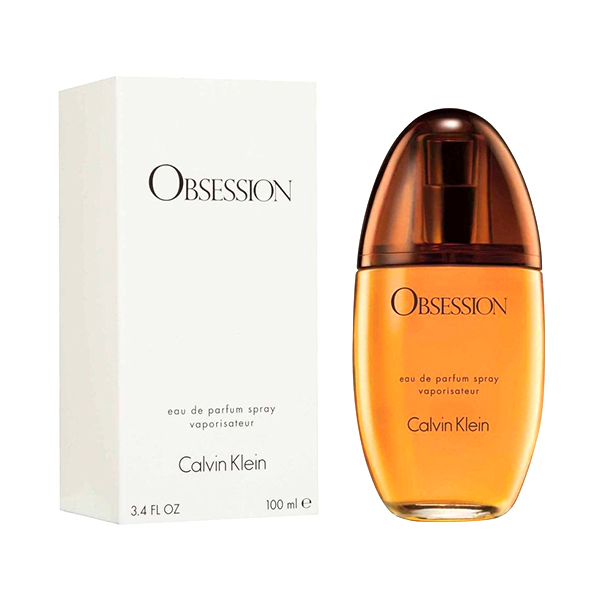 OBSESSION
eau de parfum spray
vaporisateur
Calvin Klein
3.4 FL OZ 100 ml ℮
OBSESSION
eau de parfum spray
vaporisateur
Calvin Klein